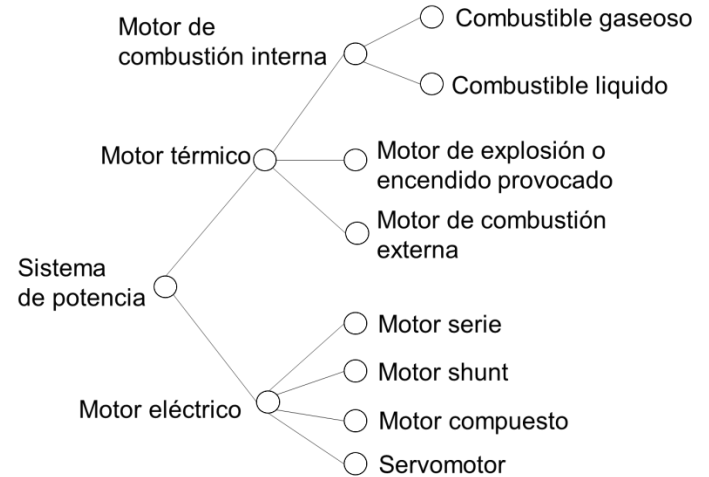 Motor de
combustión interna
Combustible gaseoso
Combustible liquido
Motor térmico
Motor de explosión o
encendido provocado
Motor de combustión
externa
Sistema
de potencia
Motor serie
Motor shunt
Motor eléctrico
Motor compuesto
Servomotor